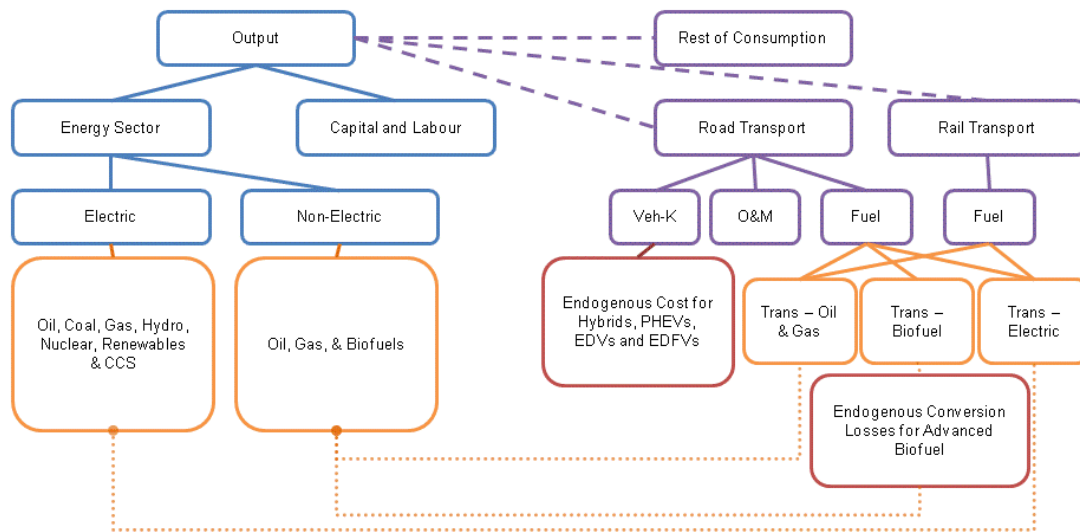 Output
Rest of Consumption
Energy Sector
Capital and Labour
Road Transport
Rail Transport
Electric
Non-Electric
Veh-K
O&M
Fuel
Fuel
Oil, Coal, Gas, Hydro,
Nuclear, Renewables
& CCS
Oil, Gas, & Biofuels
Endogenous Cost for
Hybrids, PHEVs,
EDVs and EDFVs
Trans – Oil
& Gas
Trans –
Biofuel
Trans –
Electric
Endogenous Conversion
Losses for Advanced
Biofuel